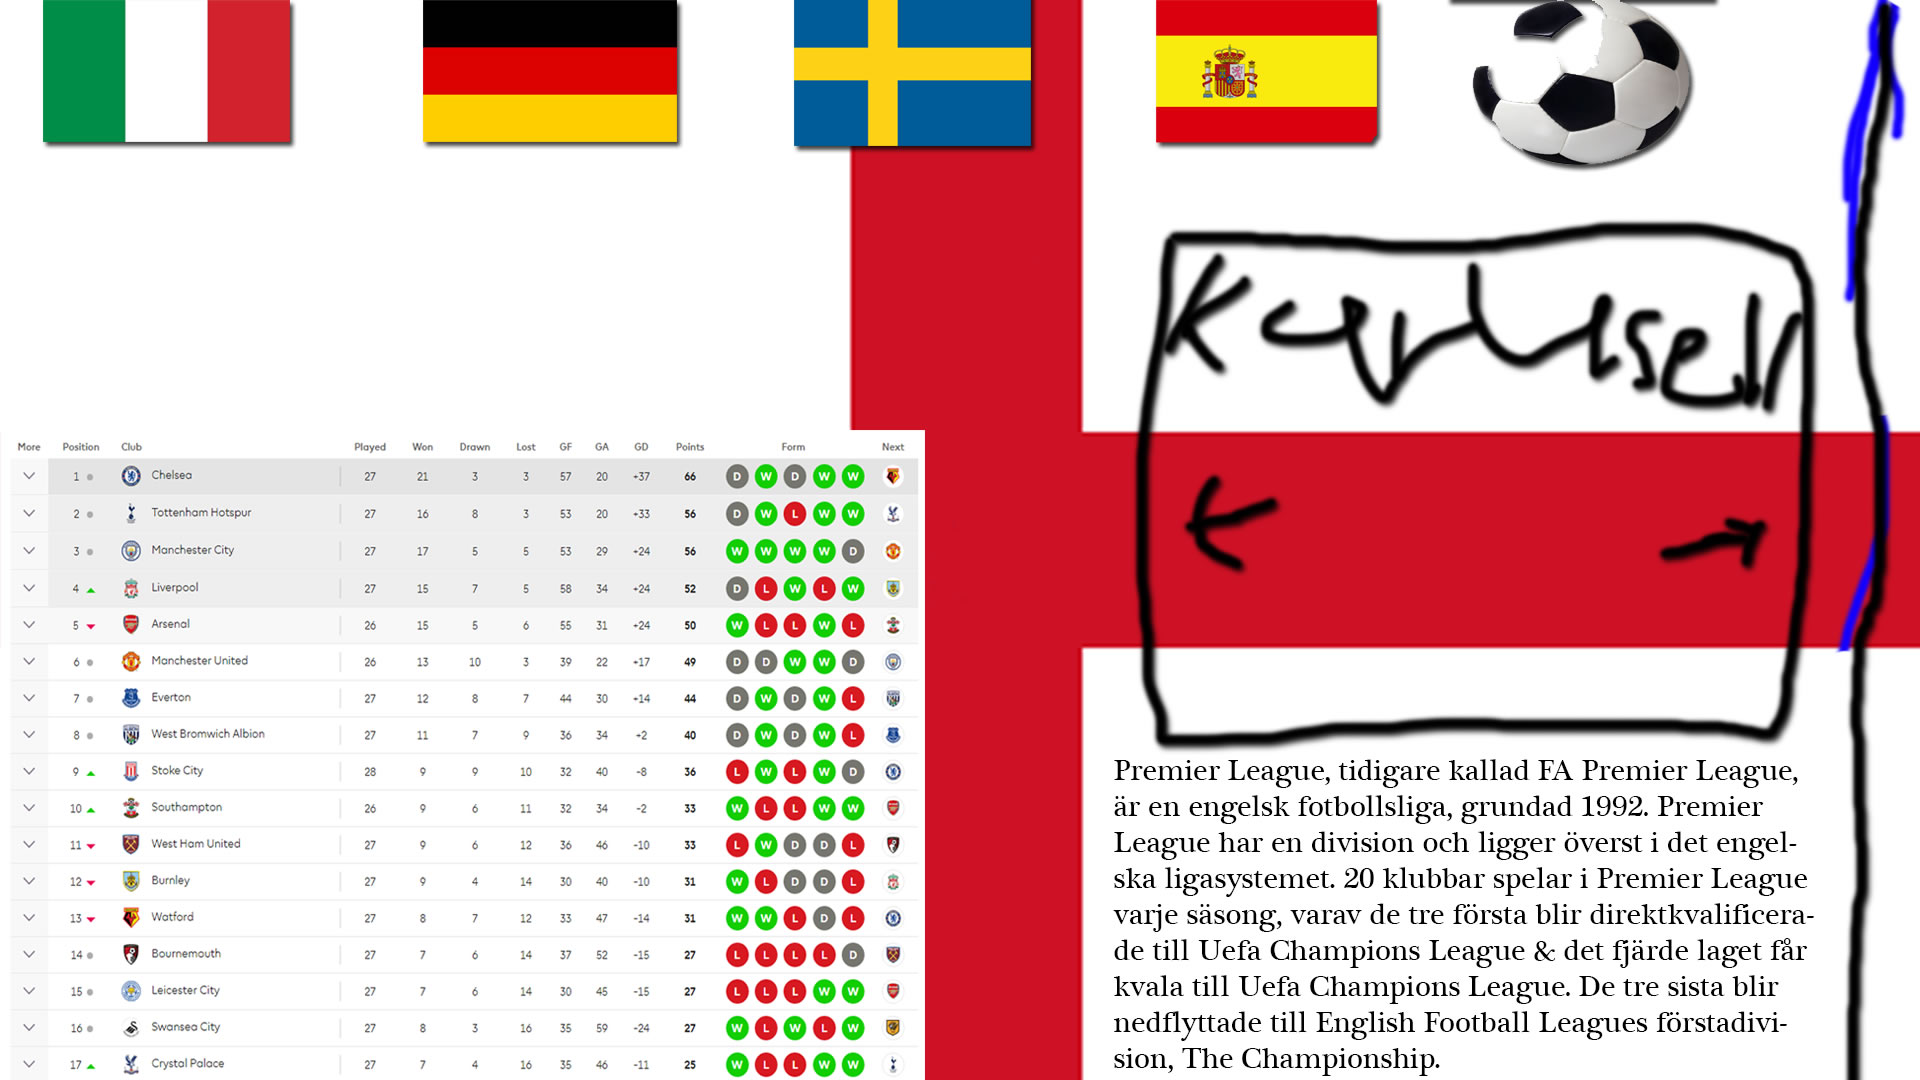 Karlusell
More Position Club Played Won Drawn Lost GF GA GD Points Form Next
1 Chelsea 27 21 3 3 57 20 +37 66 D W D W W
2 Tottenham Hotspur 27 16 8 3 53 20 +33 56 D W L W W
3 Manchester City 27 17 5 5 53 29 +24 56 W W W W D
4 Liverpool 27 15 7 5 58 34 +24 52 D L W L W
5 Arsenal 26 15 5 6 55 31 +24 50 W L L W L
6 Manchester United 26 13 10 3 39 22 +17 49 D D W W D
7 Everton 27 12 8 7 44 30 +14 44 D W D W L
8 West Bromwich Albion 27 11 7 9 36 34 +2 40 D W D W L
9 Stoke City 28 9 9 10 32 40 -8 36 L W L W D
10 Southampton 26 9 6 11 32 34 -2 33 W L L W W
11 West Ham United 27 9 6 12 36 46 -10 33 L W D D L
12 Burnley 27 9 4 14 30 40 -10 31 W L D D L
13 Watford 27 8 7 12 33 47 -14 31 W W L D L
14 Bournemouth 27 7 6 14 37 52 -15 27 L L L L D
15 Leicester City 27 7 6 14 30 45 -15 27 L L L W W
16 Swansea City 27 8 3 16 35 59 -24 27 W L W L W
17 Crystal Palace 27 7 4 16 35 46 -11 25 W L L W W
Premier League, tidigare kallad FA Premier League,
är en engelsk fotbollsliga, grundad 1992. Premier
League har en division och ligger överst i det engel-
ska ligasystemet. 20 klubbar spelar i Premier League
varje säsong, varav de tre första blir direktkvalificera-
de till Uefa Champions League & det fjärde laget får
kvala till Uefa Champions League. De tre sista blir
nedflyttade till English Football Leagues förstadivi-
sion, The Championship.